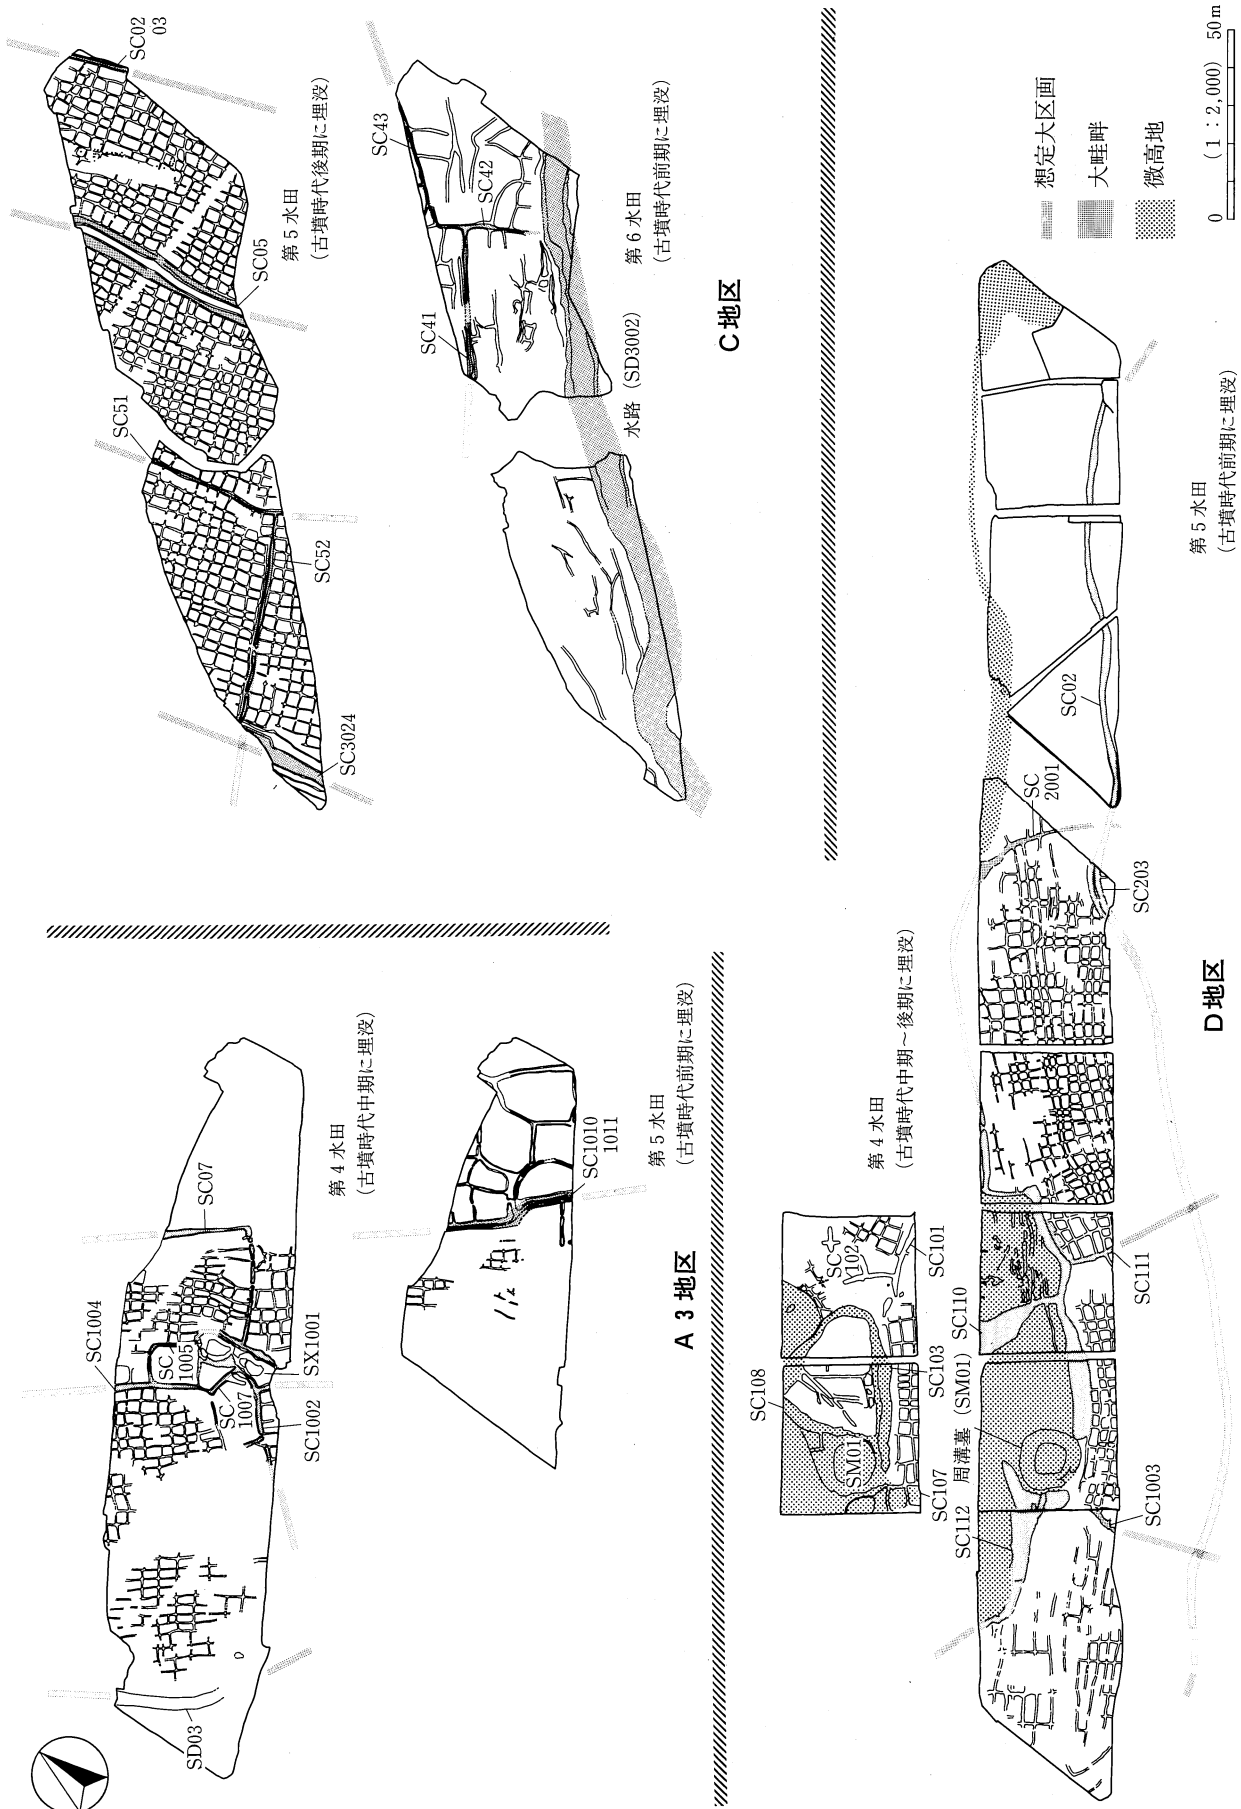 SD03
SC1004
SC
1005
SC
1007
SX1001
SC1002
SC07
第4水田
(古墳時代中期に埋没)
SC1010
1011
第5水田
(古墳時代前期に埋没)
A3地区
SC3024
SC52
SC51
SC05
SC02
03
第5水田
(古墳時代後期に埋没)
SC41
SC42
SC43
水路 (SD3002)
第6水田
(古墳時代前期に埋没)
C地区
SC108
SM01
SC107
SC103
SC
102
SC101
第4水田
(古墳時代中期~後期に埋没)
SC112
周溝墓 (SM01)
SC110
SC1003
SC111
SC203
SC
2001
SC02
第5水田
(古墳時代前期に埋没)
D地区
想定大区画
大畦畔
微高地
0 (1:2,000) 50m